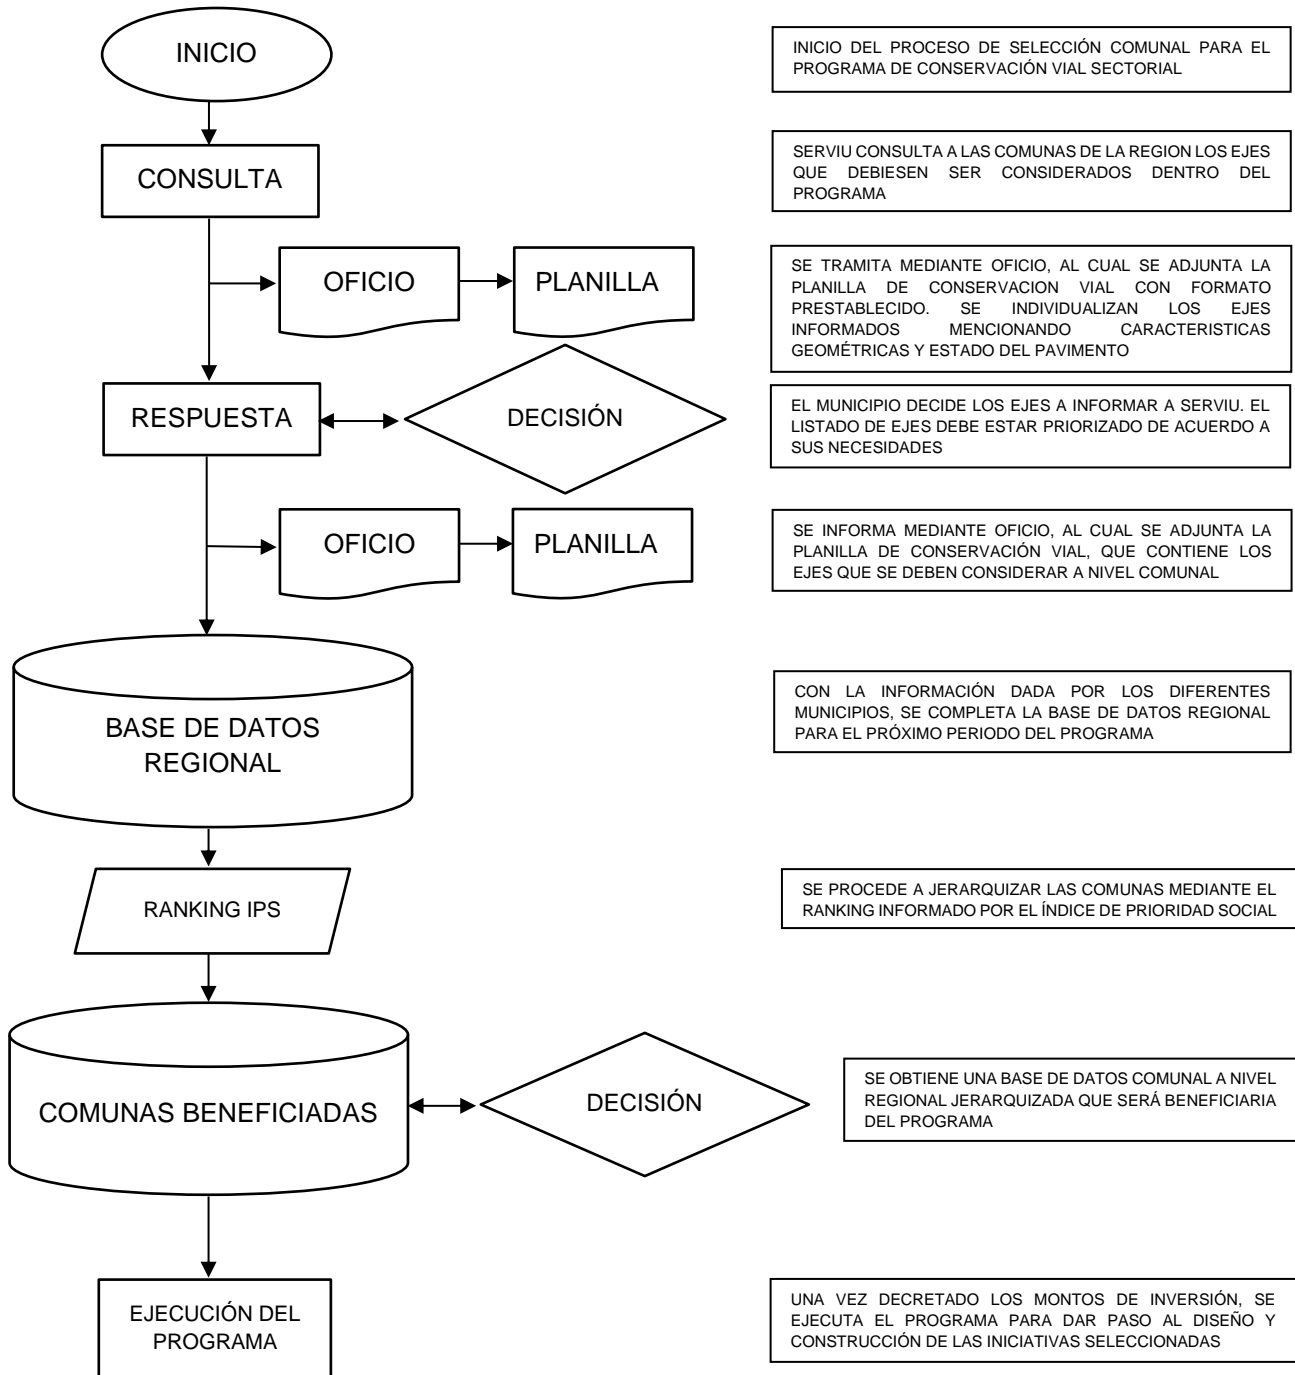 INICIO
INICIO DEL PROCESO DE SELECCIÓN COMUNAL PARA EL
PROGRAMA DE CONSERVACIÓN VIAL SECTORIAL
CONSULTA
SERVIU CONSULTA A LAS COMUNAS DE LA REGION LOS EJES
QUE DEBIESEN SER CONSIDERADOS DENTRO DEL
PROGRAMA
OFICIO
PLANILLA
SE TRAMITA MEDIANTE OFICIO, AL CUAL SE ADJUNTA LA
PLANILLA DE CONSERVACION VIAL CON FORMATO
PRESTABLECIDO. SE INDIVIDUALIZAN LOS EJES
INFORMADOS MENCIONANDO CARACTERISTICAS
GEOMÉTRICAS Y ESTADO DEL PAVIMENTO
RESPUESTA
DECISIÓN
EL MUNICIPIO DECIDE LOS EJES A INFORMAR A SERVIU. EL
LISTADO DE EJES DEBE ESTAR PRIORIZADO DE ACUERDO A
SUS NECESIDADES
OFICIO
PLANILLA
SE INFORMA MEDIANTE OFICIO, AL CUAL SE ADJUNTA LA
PLANILLA DE CONSERVACIÓN VIAL, QUE CONTIENE LOS
EJES QUE SE DEBEN CONSIDERAR A NIVEL COMUNAL
BASE DE DATOS
REGIONAL
CON LA INFORMACIÓN DADA POR LOS DIFERENTES
MUNICIPIOS, SE COMPLETA LA BASE DE DATOS REGIONAL
PARA EL PRÓXIMO PERIODO DEL PROGRAMA
RANKING IPS
SE PROCEDE A JERARQUIZAR LAS COMUNAS MEDIANTE EL
RANKING INFORMADO POR EL ÍNDICE DE PRIORIDAD SOCIAL
COMUNAS BENEFICIADAS
DECISIÓN
SE OBTIENE UNA BASE DE DATOS COMUNAL A NIVEL
REGIONAL JERARQUIZADA QUE SERÁ BENEFICIARIA
DEL PROGRAMA
EJECUCIÓN DEL
PROGRAMA
UNA VEZ DECRETADO LOS MONTOS DE INVERSIÓN, SE
EJECUTA EL PROGRAMA PARA DAR PASO AL DISEÑO Y
CONSTRUCCIÓN DE LAS INICIATIVAS SELECCIONADAS